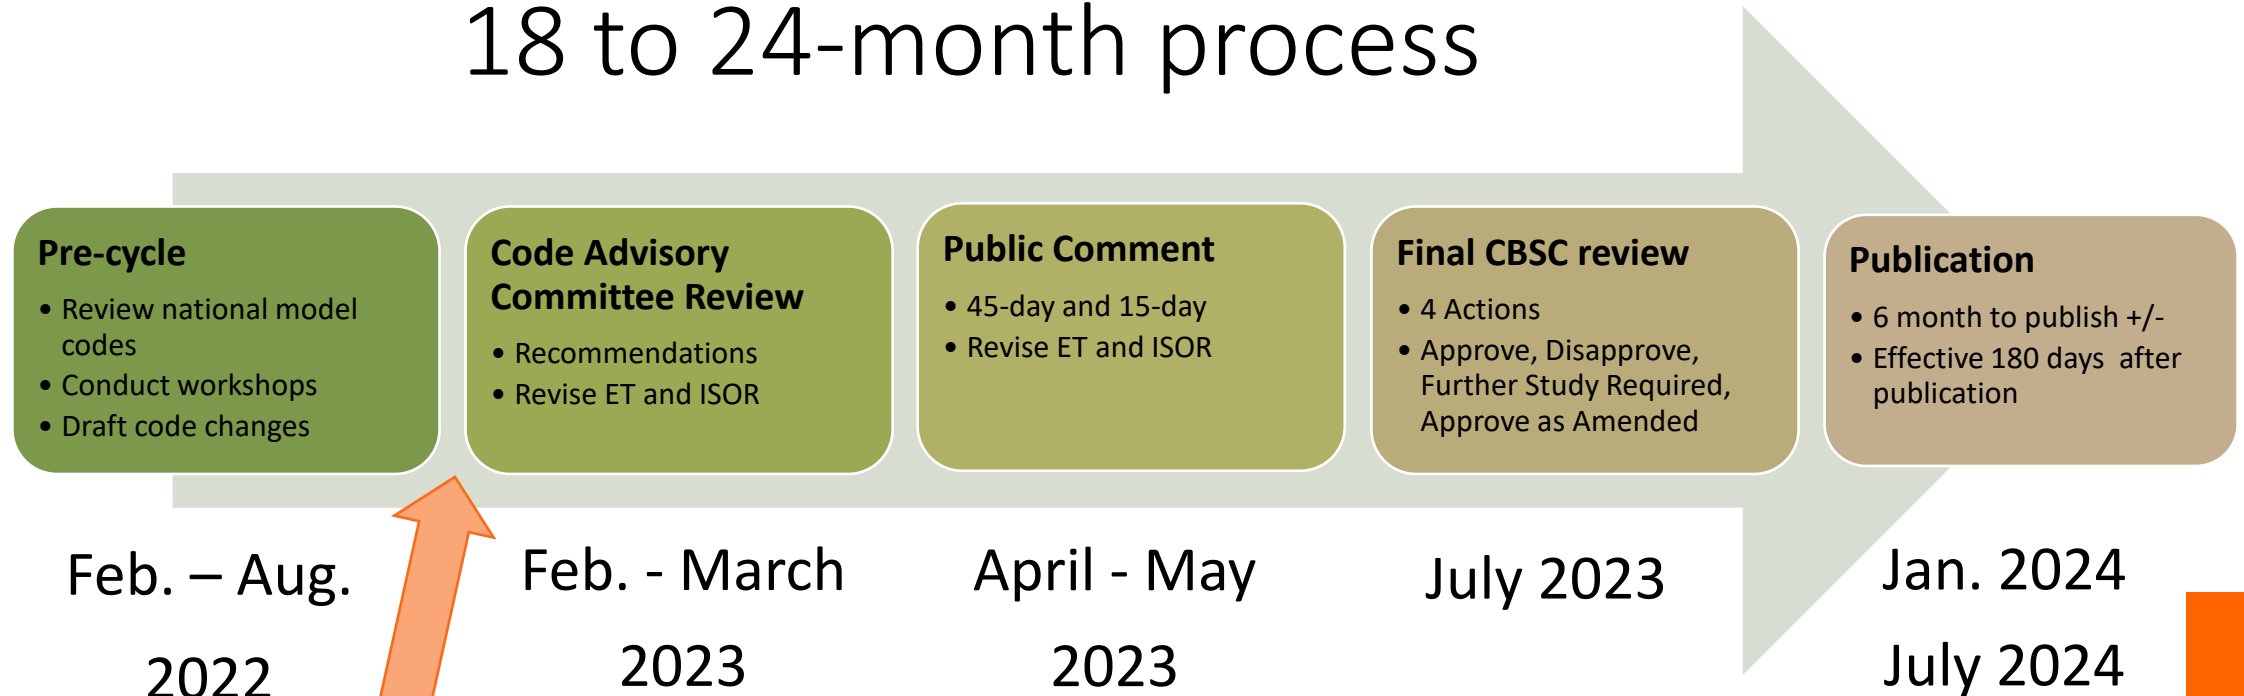 18 to 24-month process
Pre-cycle
• Review national model
codes
• Conduct workshops
• Draft code changes
Code Advisory
Committee Review
• Recommendations
• Revise ET and ISOR
Public Comment
• 45-day and 15-day
• Revise ET and ISOR
Final CBSC review
• 4 Actions
• Approve, Disapprove,
Further Study Required,
Approve as Amended
Publication
• 6 month to publish +/-
• Effective 180 days  after
publication
Feb. – Aug.
2022
Feb. - March
2023
April - May
2023
July 2023
Jan. 2024
July 2024